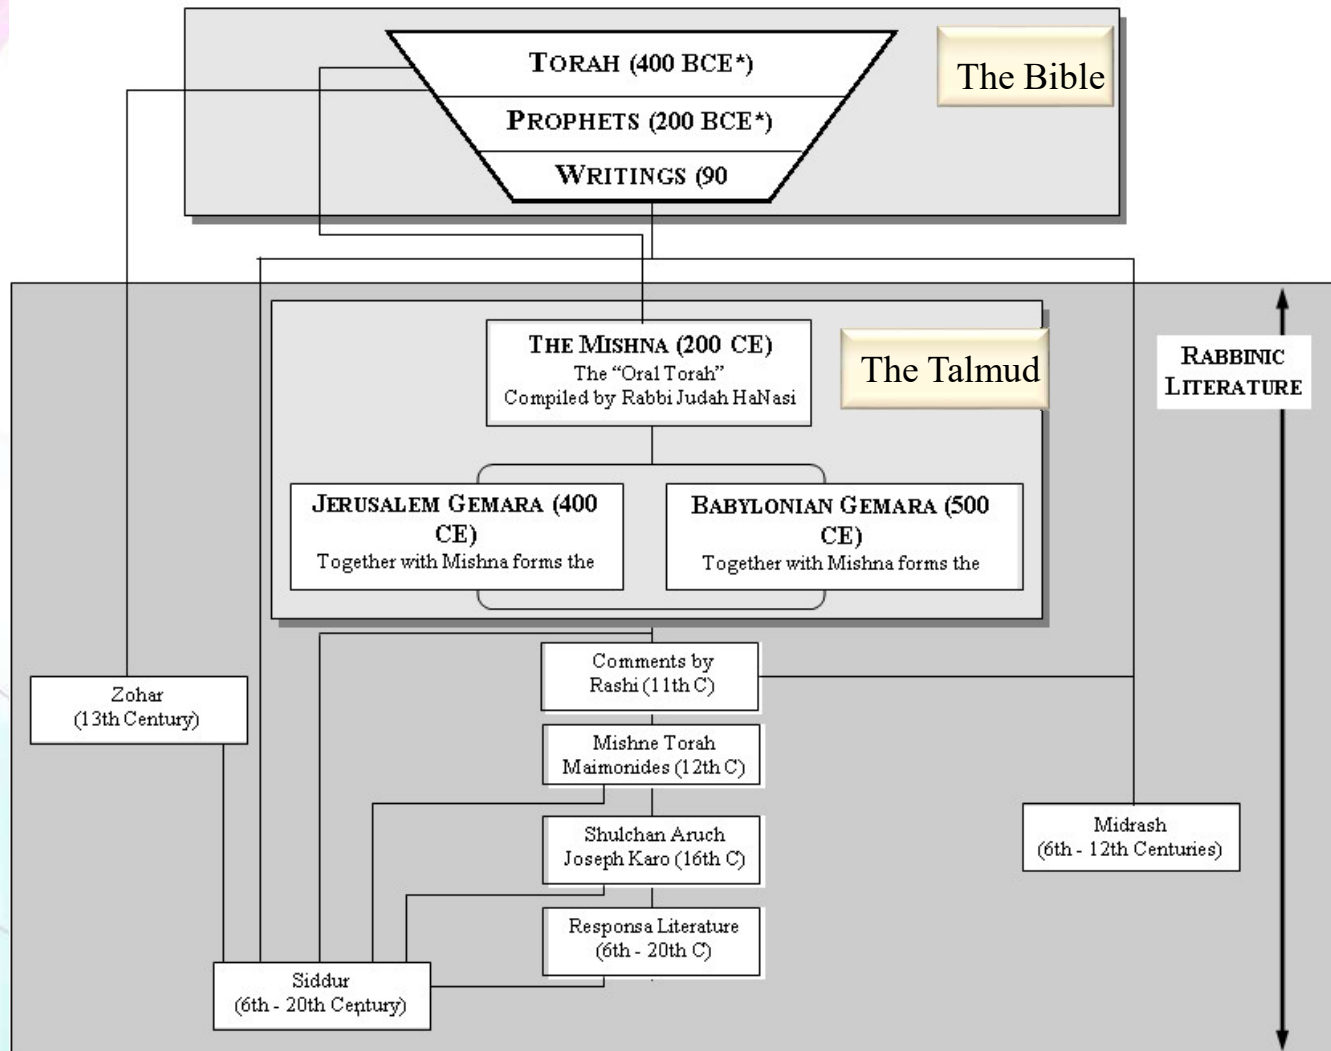 TORAH (400 BCE*)
The Bible
PROPHETS (200 BCE*)
WRITINGS (90
THE MISHNA (200 CE)
The “Oral Torah”
Compiled by Rabbi Judah HaNasi
The Talmud
RABBINIC
LITERATURE
JERUSALEM GEMARA (400
CE)
Together with Mishna forms the
BABYLONIAN GEMARA (500
CE)
Together with Mishna forms the
Comments by
Rashi (11th C)
Zohar
(13th Century)
Mishne Torah
Maimonides (12th C)
Shulchan Aruch
Joseph Karo (16th C)
Midrash
(6th - 12th Centuries)
Responsa Literature
(6th - 20th C)
Siddur
(6th - 20th Century)